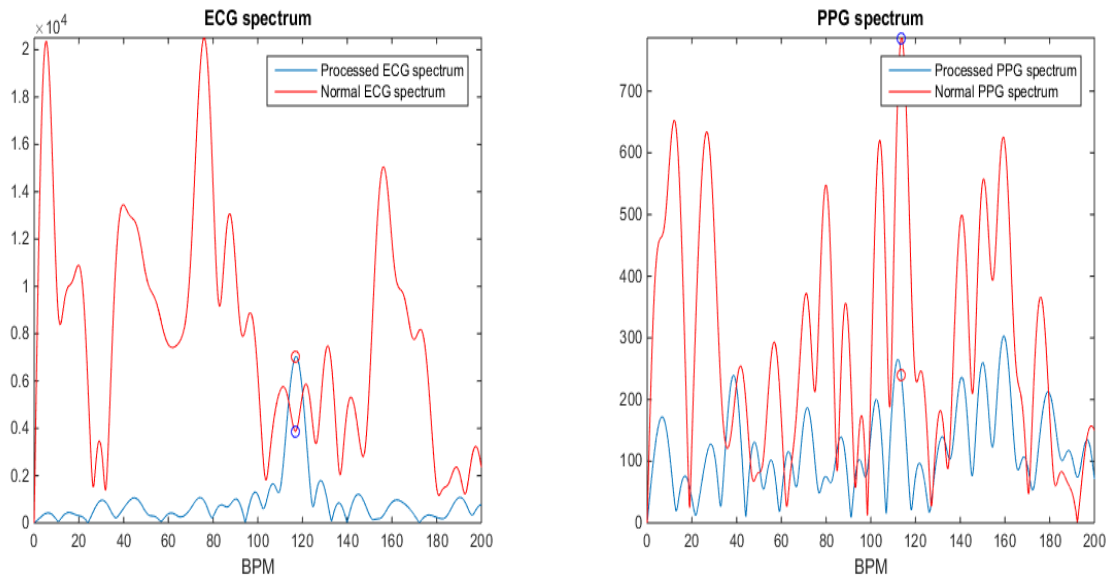 ECG spectrum
×10⁴
2
1.8
1.6
1.4
1.2
1
0.8
0.6
0.4
0.2
0
0 20 40 60 80 100 120 140 160 180 200
BPM
Processed ECG spectrum
Normal ECG spectrum
PPG spectrum
700
600
500
400
300
200
100
0
0 20 40 60 80 100 120 140 160 180 200
BPM
Processed PPG spectrum
Normal PPG spectrum